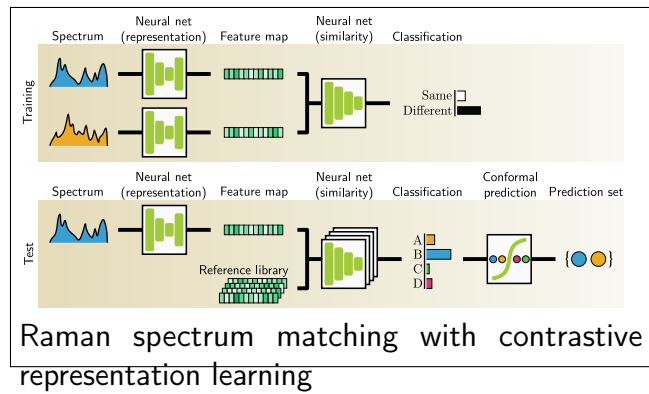 Spectrum
Neural net
(representation)
Feature map
Neural net
(similarity)
Classification
Training
Same
Different
Spectrum
Neural net
(representation)
Feature map
Neural net
(similarity)
Classification
Conformal
prediction
Prediction set
Test
Reference library
A
B
C
D
{ }
Raman spectrum matching with contrastive
representation learning